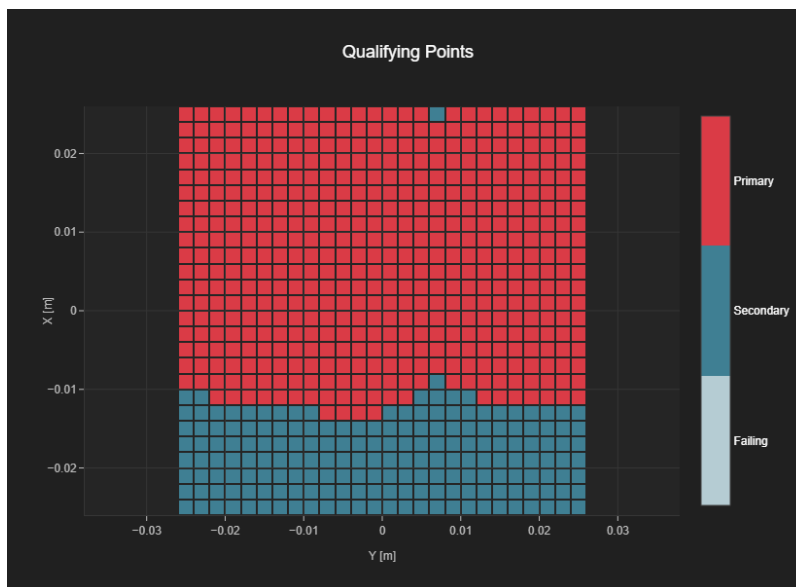 Qualifying Points
0.02
0.01
0
−0.01
−0.02
X [m]
−0.03
−0.02
−0.01
0
0.01
0.02
0.03
Y [m]
Primary
Secondary
Failing